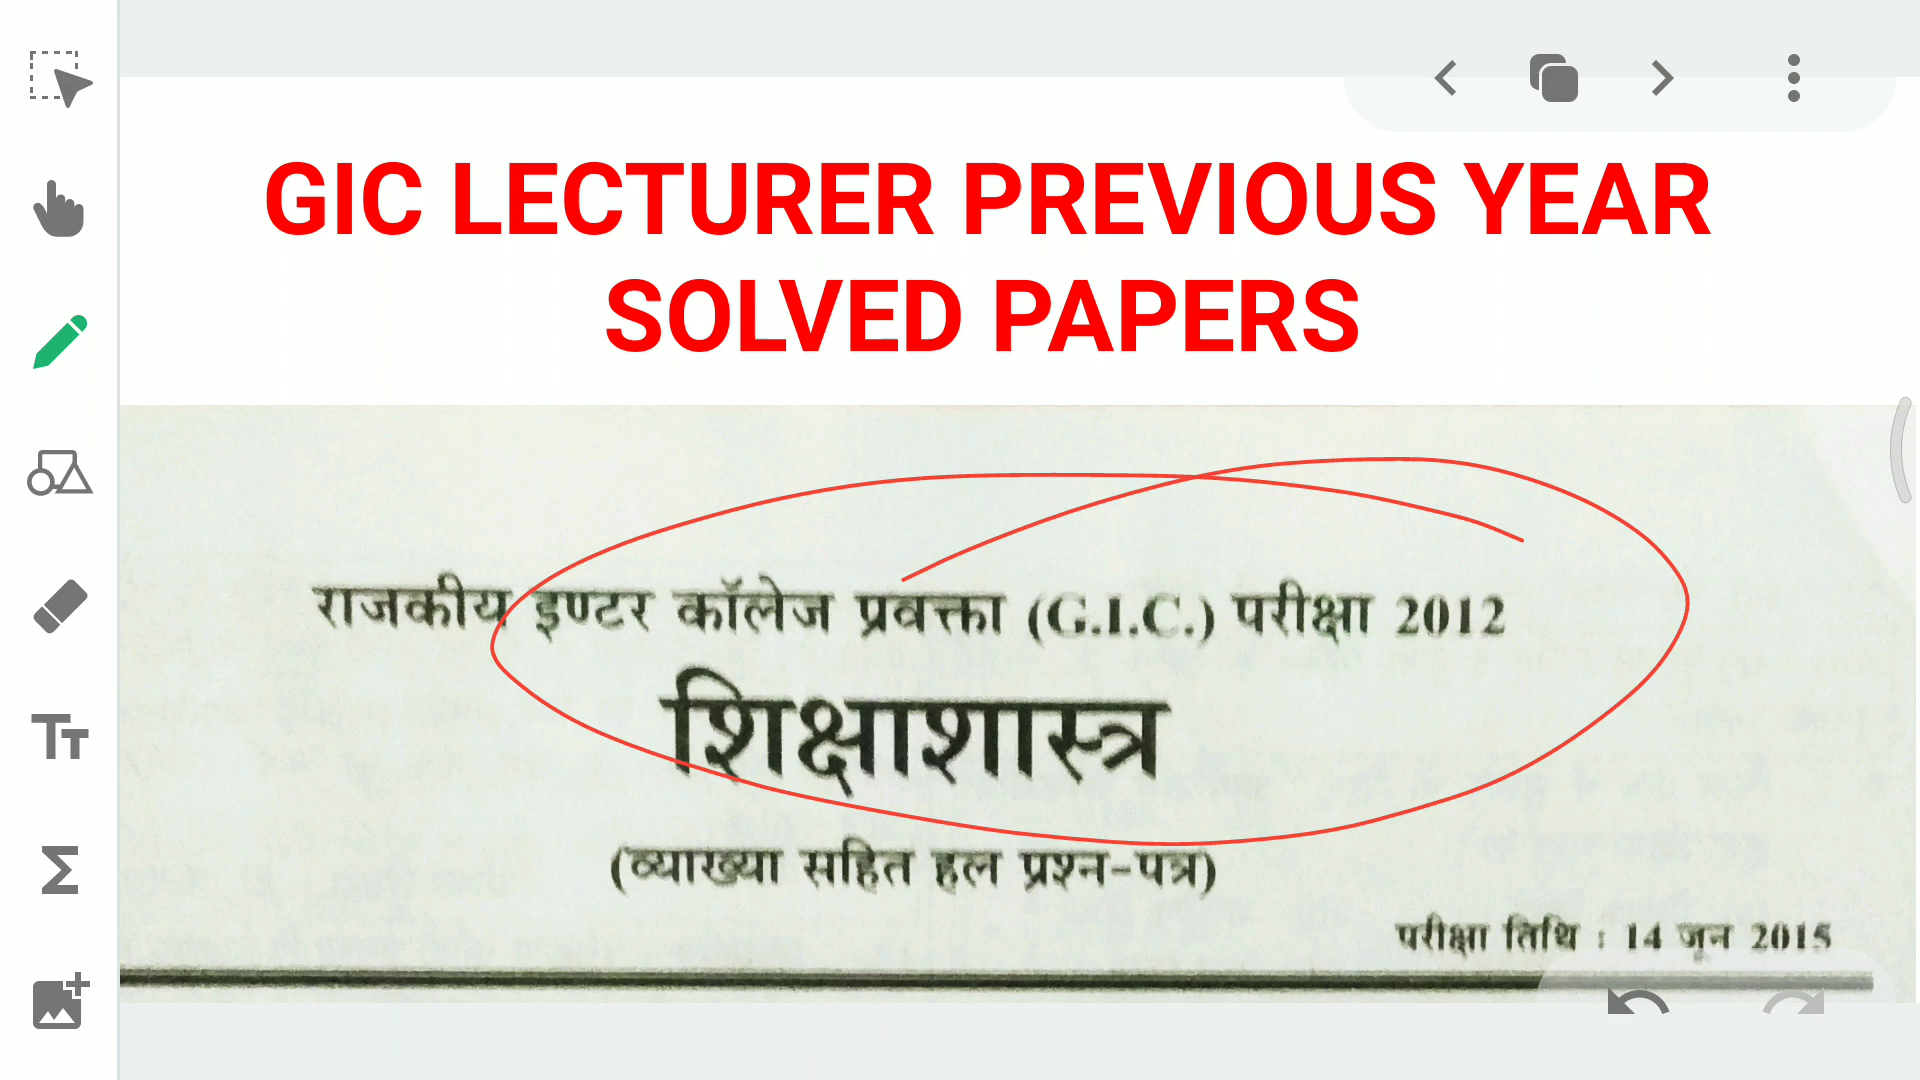 GIC LECTURER PREVIOUS YEAR
SOLVED PAPERS
राजकीय इण्टर कॉलेज प्रवक्ता (G.I.C.) परीक्षा 2012
शिक्षाशास्त्र
(व्याख्या सहित हल प्रश्न-पत्र)
परीक्षा तिथि : 14 जून 2015